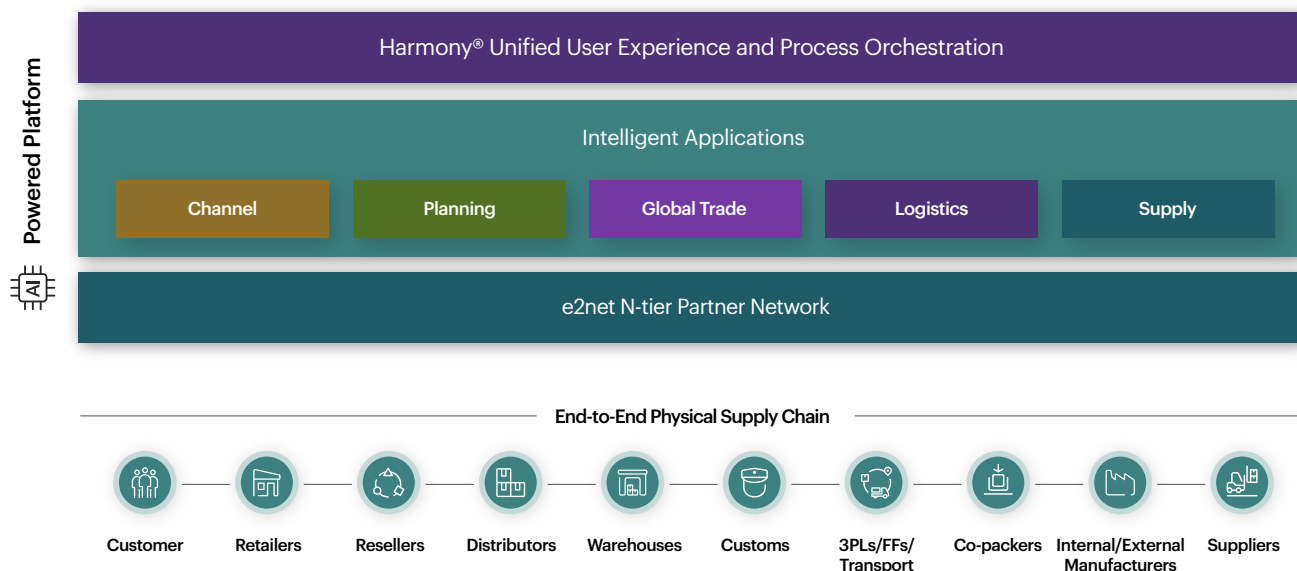 Harmony® Unified User Experience and Process Orchestration
Powered Platform
AI
Intelligent Applications
Channel
Planning
Global Trade
Logistics
Supply
e2net N-tier Partner Network
End-to-End Physical Supply Chain
Customer
Retailers
Resellers
Distributors
Warehouses
Customs
3PLs/FFs/
Transport
Co-packers
Internal/External
Manufacturers
Suppliers